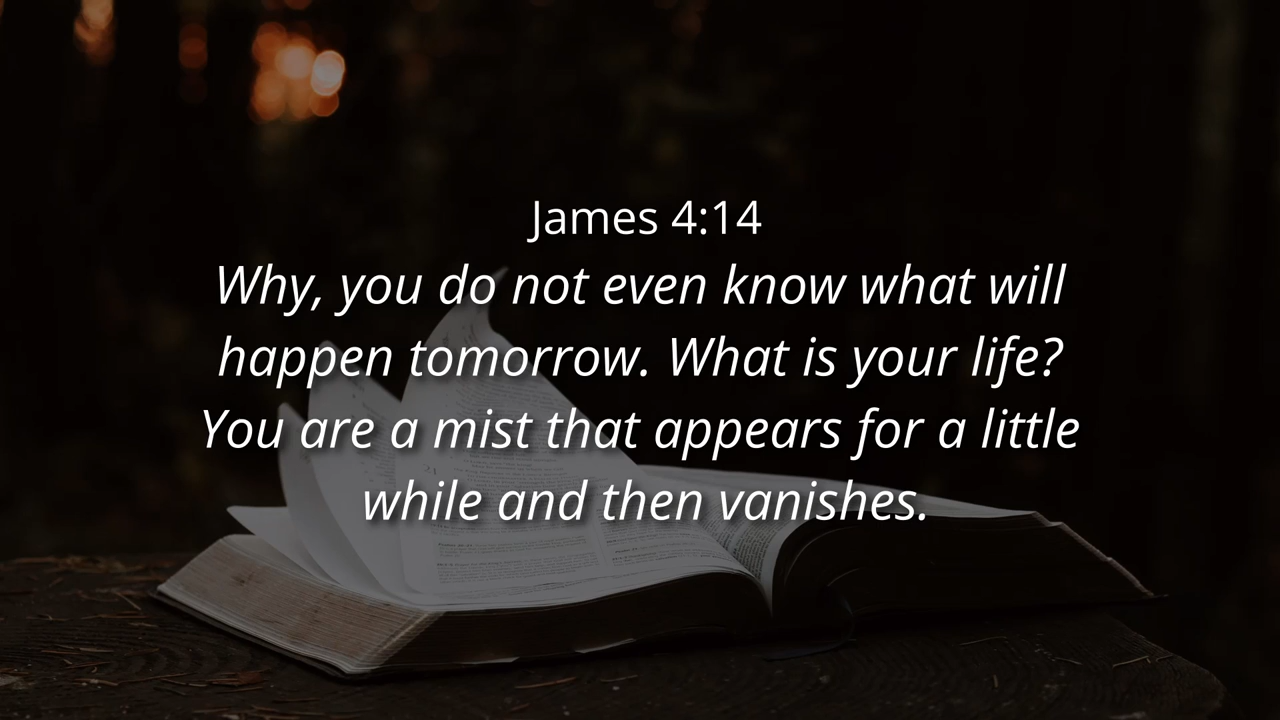 James 4:14
Why, you do not even know what will
happen tomorrow. What is your life?
You are a mist that appears for a little
while and then vanishes.